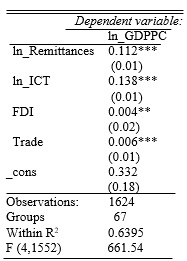 Dependent variable:
ln_GDPPC
ln_Remittances 0.112***
(0.01)
ln_ICT 0.138***
(0.01)
FDI 0.004**
(0.02)
Trade 0.006***
(0.01)
_cons 0.332
(0.18)
Observations: 1624
Groups 67
Within R² 0.6395
F (4,1552) 661.54